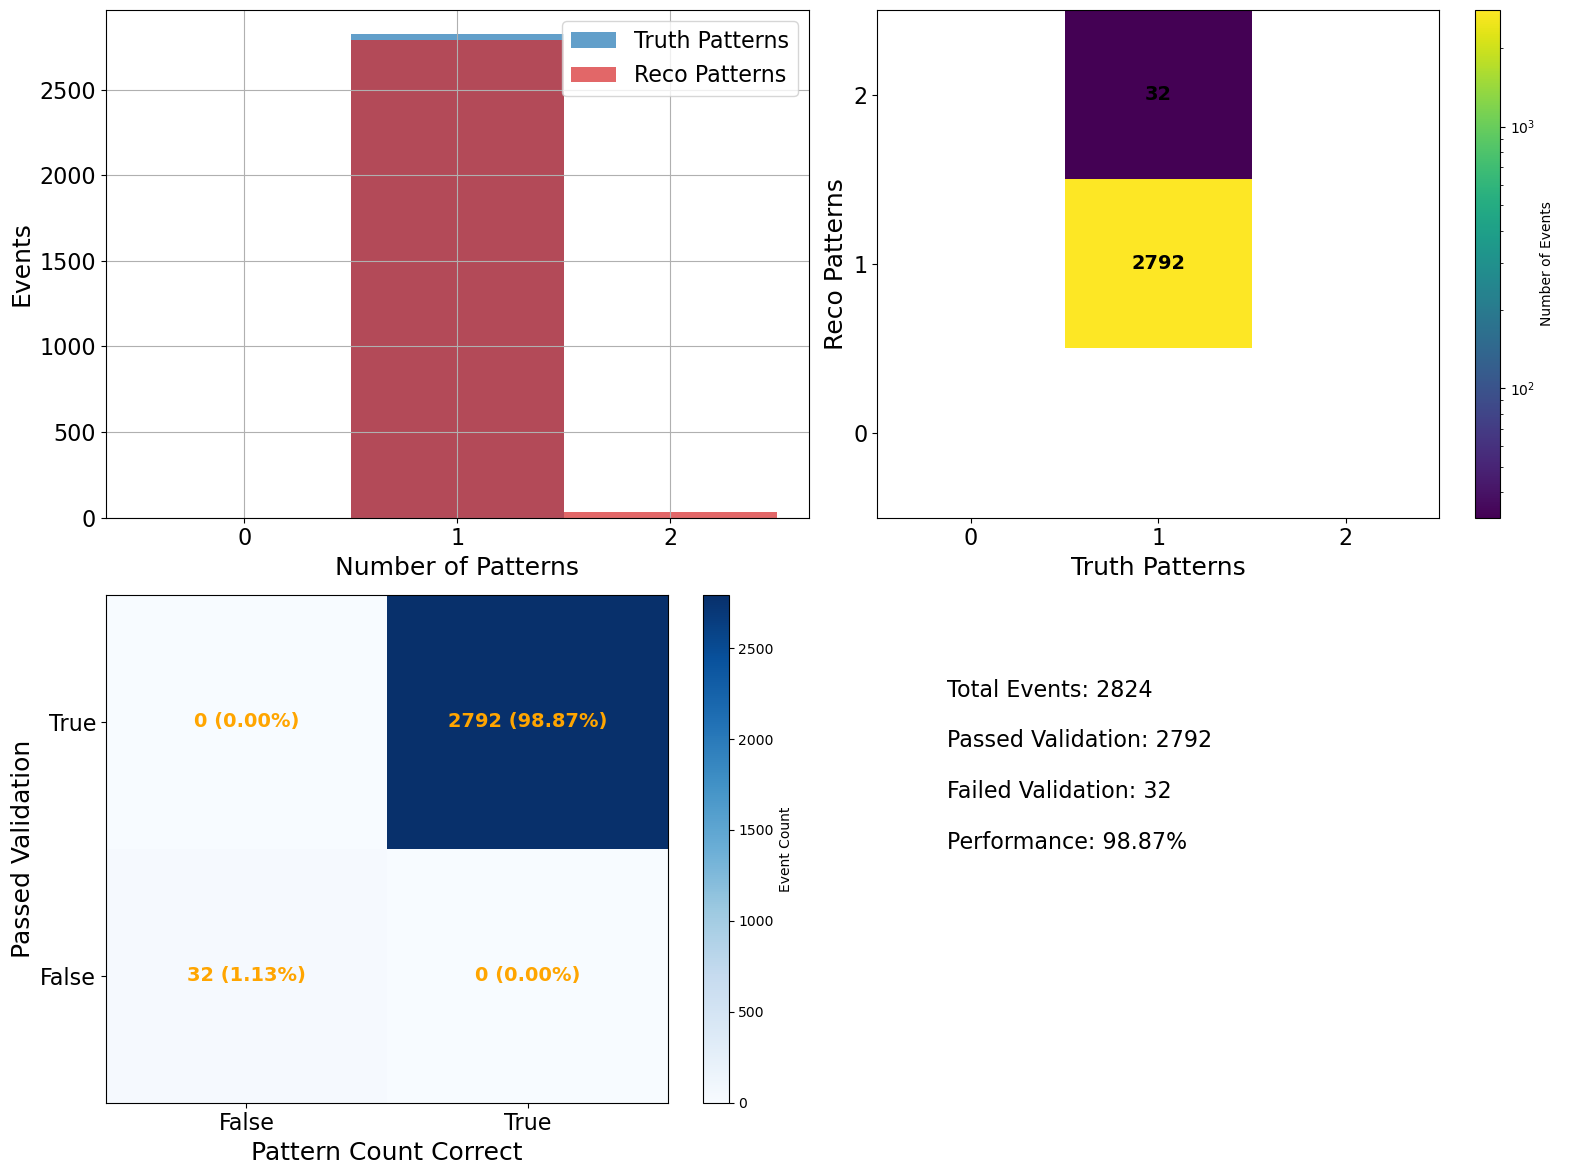 Truth Patterns
Reco Patterns
Events
2500
2000
1500
1000
500
0
0 1 2
Number of Patterns
Reco Patterns
2
1
0
32
2792
0 1 2
Truth Patterns
10³
10²
Number of Events
Passed Validation
True
False
0 (0.00%) 2792 (98.87%)
32 (1.13%) 0 (0.00%)
False True
Pattern Count Correct
2500
2000
1500
1000
500
0
Event Count
Total Events: 2824
Passed Validation: 2792
Failed Validation: 32
Performance: 98.87%